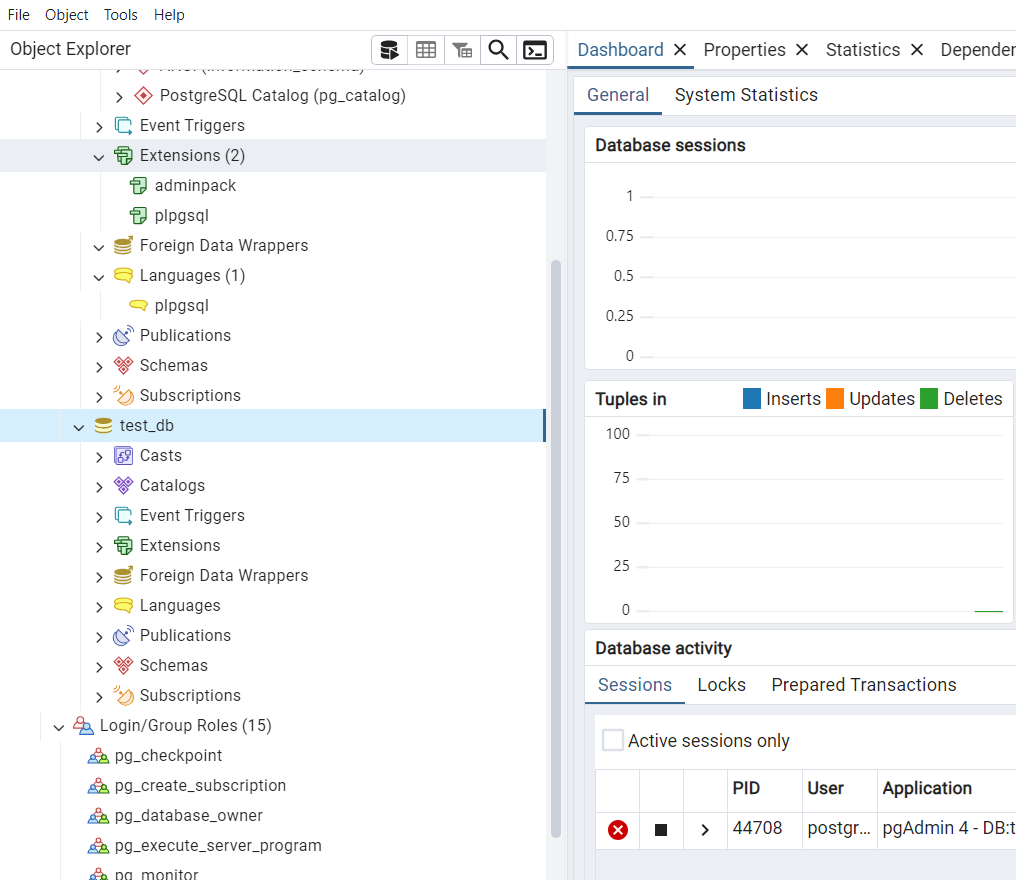 File Object Tools Help
Object Explorer
PostgreSQL Catalog (pg_catalog)
Event Triggers
Extensions (2)
adminpack
plpgsql
Foreign Data Wrappers
Languages (1)
plpgsql
Publications
Schemas
Subscriptions
test_db
Casts
Catalogs
Event Triggers
Extensions
Foreign Data Wrappers
Languages
Publications
Schemas
Subscriptions
Login/Group Roles (15)
pg_checkpoint
pg_create_subscription
pg_database_owner
pg_execute_server_program
pg_monitor
Dashboard Properties Statistics Depender
General System Statistics
Database sessions
1
0.75
0.5
0.25
0
Tuples in Inserts Updates Deletes
100
75
50
25
0
Database activity
Sessions Locks Prepared Transactions
Active sessions only
PID User Application
44708 postgr... pgAdmin 4 - DB:t